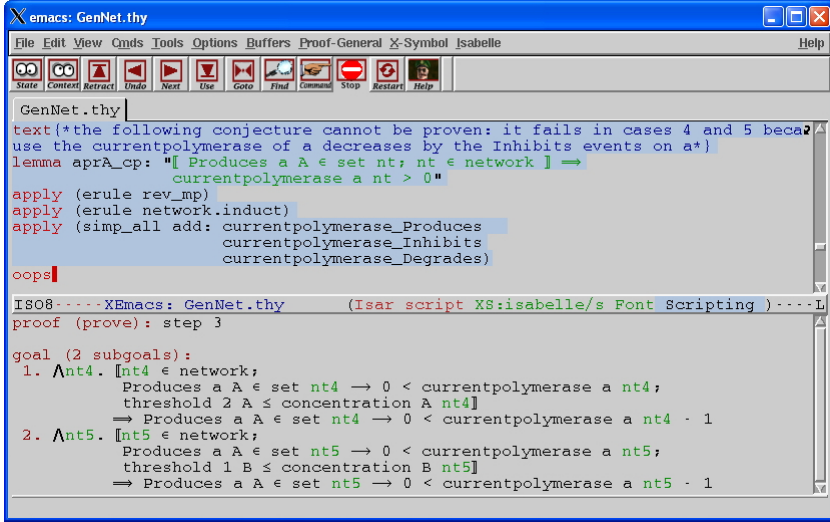 emacs: GenNet.thy
File Edit View Cmds Tools Options Buffers Proof-General X-Symbol Isabelle Help
State Context Retract Undo Next Use Goto Find Command Stop Restart Help
GenNet.thy
text{*the following conjecture cannot be proven: it fails in cases 4 and 5 beca
use the currentpolymerase of a decreases by the Inhibits events on a*}
lemma aprA_cp: "⟦ Produces a A ∈ set nt; nt ∈ network ⟧ ⟹
currentpolymerase a nt > 0"
apply (erule rev_mp)
apply (erule network.induct)
apply (simp_all add: currentpolymerase_Produces
currentpolymerase_Inhibits
currentpolymerase_Degrades)
oops
ISO8-----XEmacs: GenNet.thy (Isar script XS:isabelle/s Font Scripting )----L
proof (prove): step 3
goal (2 subgoals):
1. ⋀nt4. ⟦nt4 ∈ network;
Produces a A ∈ set nt4 ⟶ 0 < currentpolymerase a nt4;
threshold 2 A ≤ concentration A nt4⟧
⟹ Produces a A ∈ set nt4 ⟶ 0 < currentpolymerase a nt4 - 1
2. ⋀nt5. ⟦nt5 ∈ network;
Produces a A ∈ set nt5 ⟶ 0 < currentpolymerase a nt5;
threshold 1 B ≤ concentration B nt5⟧
⟹ Produces a A ∈ set nt5 ⟶ 0 < currentpolymerase a nt5 - 1